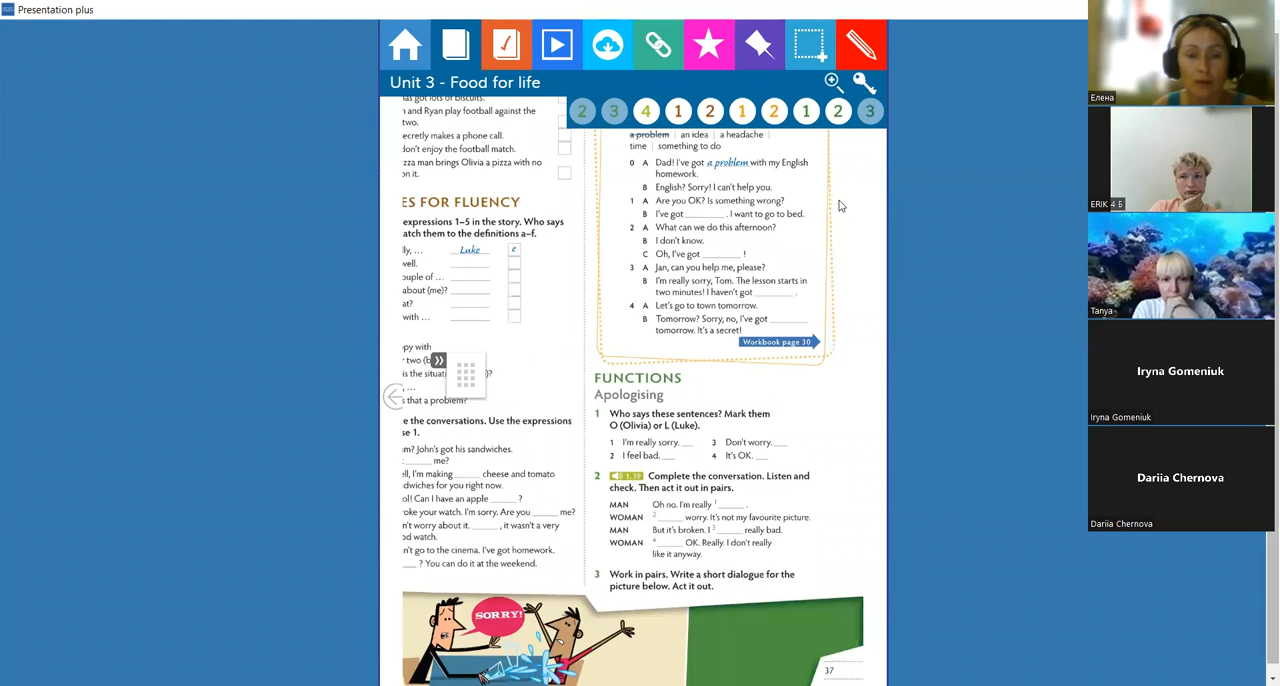 Presentation plus
Unit 3 - Food for life
2 3 4 1 2 1 2 1 2 3
has got lots of biscuits.
n and Ryan play football against the
two.
secretly makes a phone call.
don't enjoy the football match.
zza man brings Olivia a pizza with no
on it.
ES FOR FLUENCY
expressions 1–5 in the story. Who says
atch them to the definitions a–f.
lly, … Luke c
well.
ouple of …
about (me)?
at?
with …
ppy with
r two (b
is the situati )?
, …
s that a problem?
e the conversations. Use the expressions
se 1.
am? John's got his sandwiches.
me?
ell, I'm making cheese and tomato
ndwiches for you right now.
ol! Can I have an apple ?
roke your watch. I'm sorry. Are you me?
n't worry about it. , it wasn't a very
od watch.
an't go to the cinema. I've got homework.
? You can do it at the weekend.
a problem | an idea | a headache |
time | something to do
0 A Dad! I've got a problem with my English
homework.
B English? Sorry! I can't help you.
1 A Are you OK? Is something wrong?
B I've got . I want to go to bed.
2 A What can we do this afternoon?
B I don't know.
C Oh, I've got !
3 A Jan, can you help me, please?
B I'm really sorry, Tom. The lesson starts in
two minutes! I haven't got .
4 A Let's go to town tomorrow.
B Tomorrow? Sorry, no, I've got
tomorrow. It's a secret!
Workbook page 30
FUNCTIONS
Apologising
1 Who says these sentences? Mark them
O (Olivia) or L (Luke).
1 I'm really sorry. 3 Don't worry.
2 I feel bad. 4 It's OK.
2 1.19 Complete the conversation. Listen and
check. Then act it out in pairs.
MAN Oh no. I'm really 1 .
WOMAN 2 worry. It's not my favourite picture.
MAN But it's broken. I 3 really bad.
WOMAN 4 OK. Really. I don't really
like it anyway.
3 Work in pairs. Write a short dialogue for the
picture below. Act it out.
SORRY!
37
Елена
ERIK 4 Б
Tanya
Iryna Gomeniuk
Iryna Gomeniuk
Dariia Chernova
Dariia Chernova